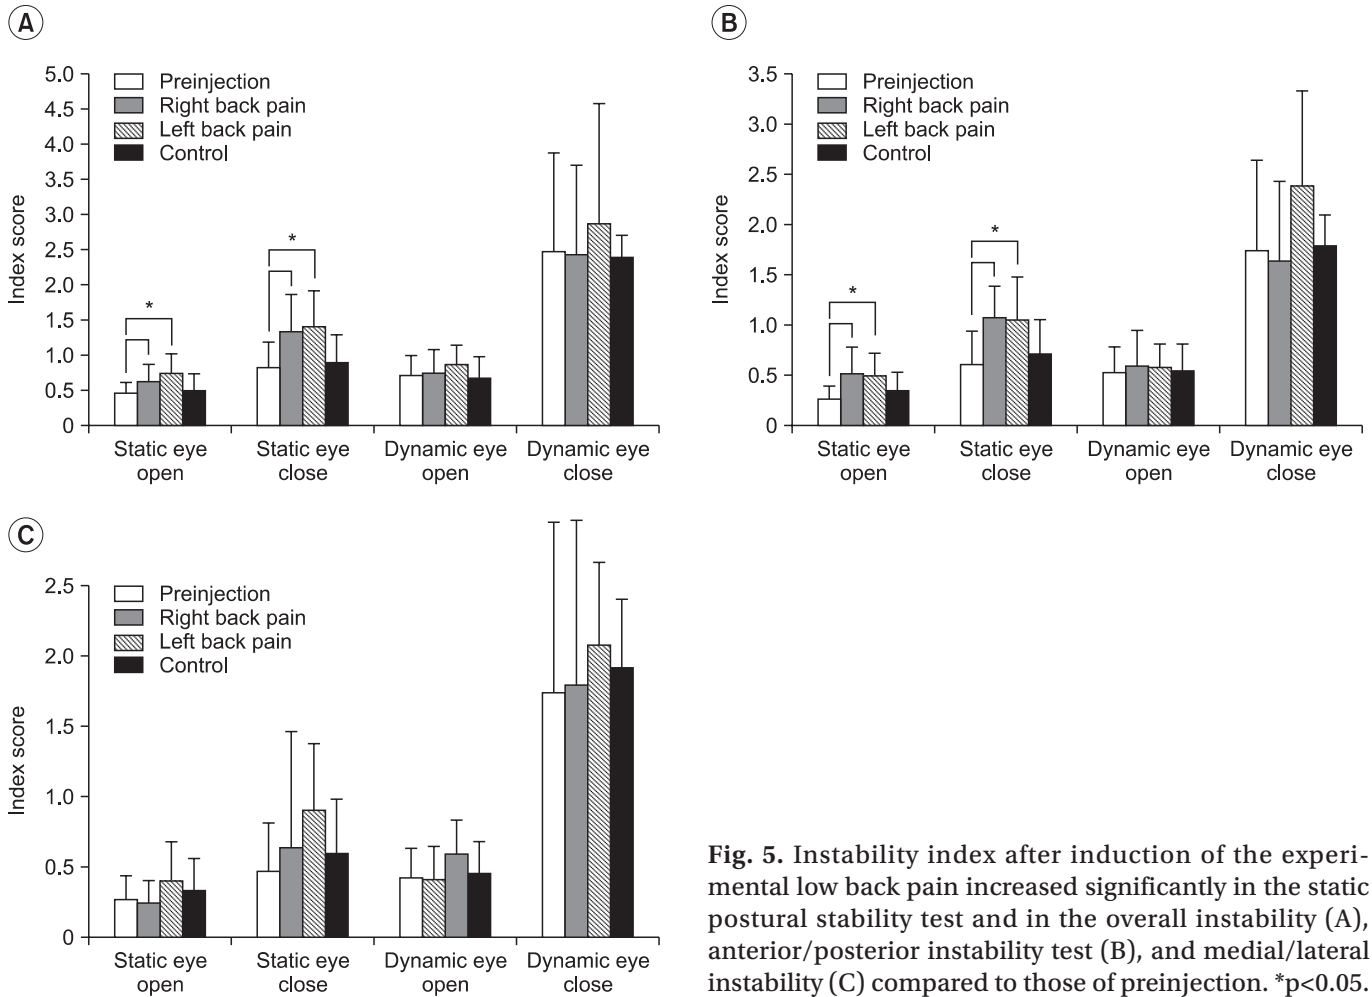 A
5.0
4.5
4.0
3.5
3.0
2.5
2.0
1.5
1.0
0.5
0
Index score
Preinjection
Right back pain
Left back pain
Control
*
*
Static eye open
Static eye close
Dynamic eye open
Dynamic eye close
B
3.5
3.0
2.5
2.0
1.5
1.0
0.5
0
Index score
Preinjection
Right back pain
Left back pain
Control
*
*
Static eye open
Static eye close
Dynamic eye open
Dynamic eye close
C
2.5
2.0
1.5
1.0
0.5
0
Index score
Preinjection
Right back pain
Left back pain
Control
Static eye open
Static eye close
Dynamic eye open
Dynamic eye close
Fig. 5. Instability index after induction of the experi-
mental low back pain increased significantly in the static
postural stability test and in the overall instability (A),
anterior/posterior instability test (B), and medial/lateral
instability (C) compared to those of preinjection. *p<0.05.